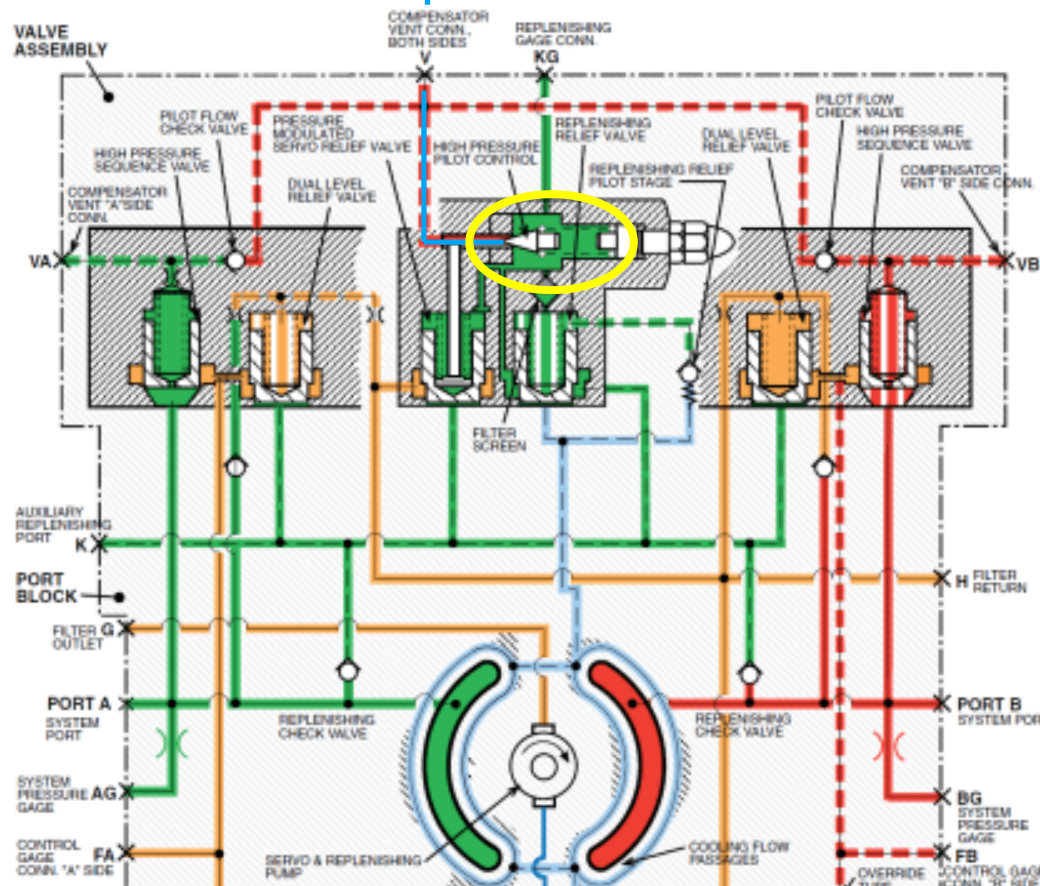 COMPENSATOR
VENT CONN.,
BOTH SIDES
V
REPLENISHING
GAGE CONN.
KG
VALVE
ASSEMBLY
PILOT FLOW
CHECK VALVE
PRESSURE
MODULATED
SERVO RELIEF VALVE
HIGH PRESSURE
PILOT CONTROL
REPLENISHING
RELIEF VALVE
REPLENISHING RELIEF
PILOT STAGE
DUAL LEVEL
RELIEF VALVE
PILOT FLOW
CHECK VALVE
HIGH PRESSURE
SEQUENCE VALVE
HIGH PRESSURE
SEQUENCE VALVE
DUAL LEVEL
RELIEF VALVE
COMPENSATOR
VENT "A"SIDE
CONN.
COMPENSATOR
VENT "B" SIDE CONN.
VA
VB
FILTER
SCREEN
AUXILIARY
REPLENISHING
PORT
K
PORT
BLOCK
H FILTER
RETURN
FILTER G
OUTLET
PORT A
SYSTEM
PORT
REPLENISHING
CHECK VALVE
REPLENISHING
CHECK VALVE
PORT B
SYSTEM POR
SYSTEM
PRESSURE AG
GAGE
BG
SYSTEM
PRESSURE
GAGE
CONTROL
GAGE FA
CONN. "A" SIDE
SERVO & REPLENISHING
PUMP
COOLING FLOW
PASSAGES
FB
CONTROL GAGE
CONN. "B" SIDE
OVERRIDE